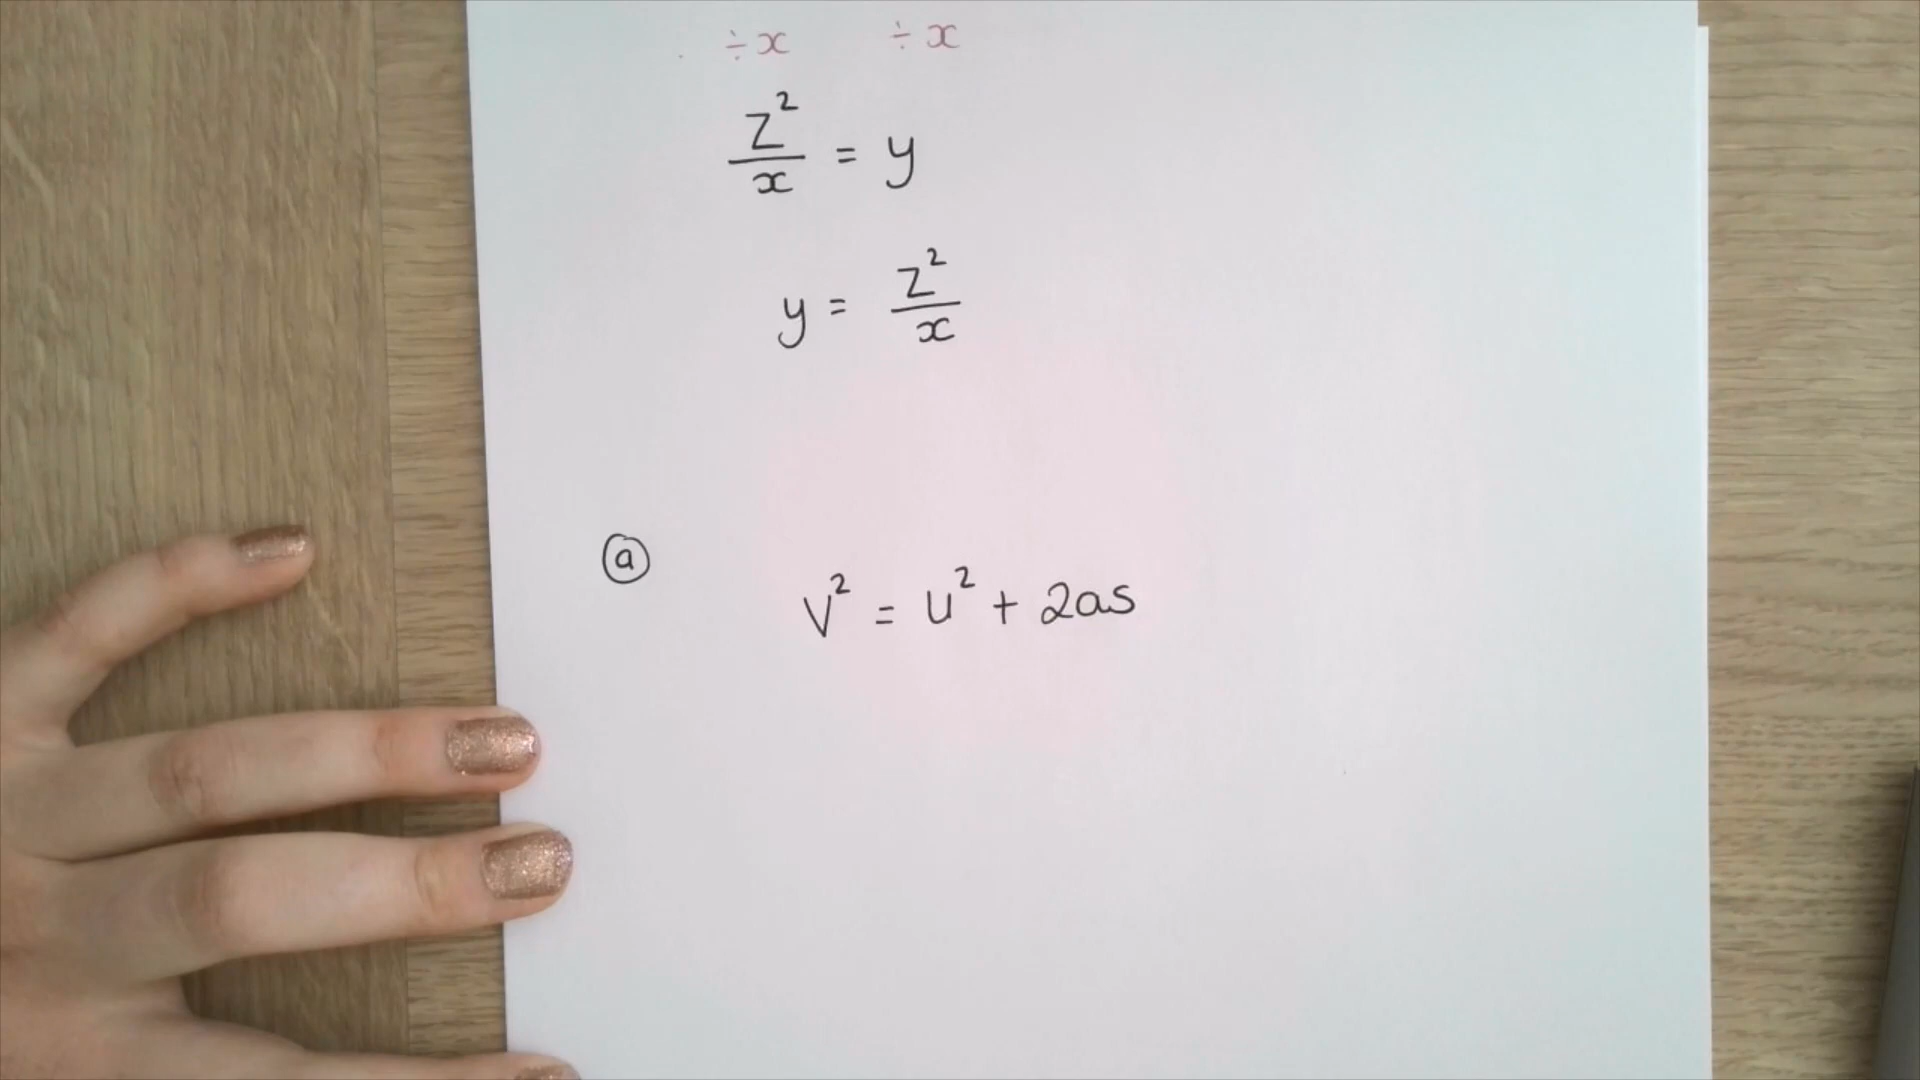 ÷x ÷x
z²/x = y
y = z²/x
ⓐ
v² = u² + 2as